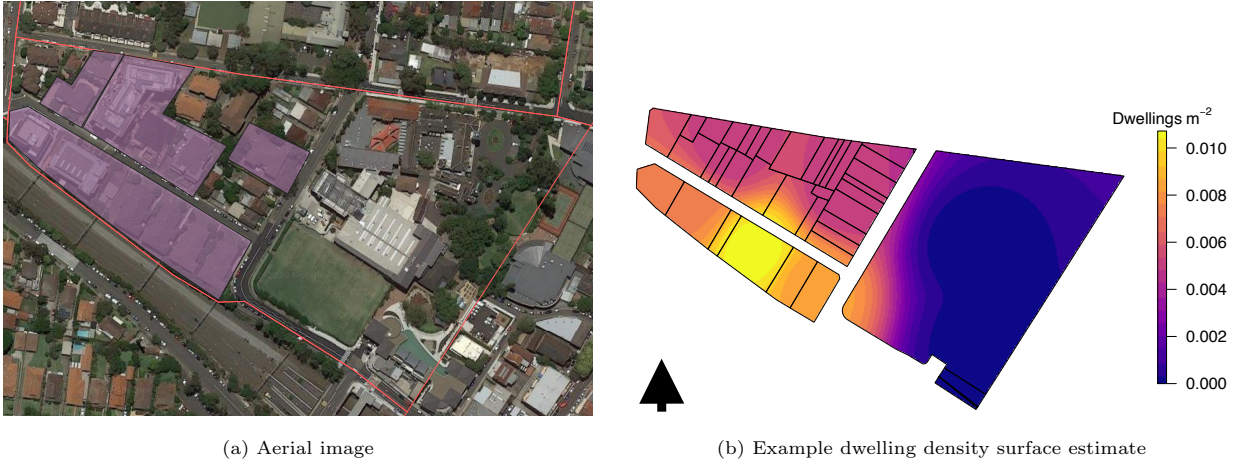 Dwellings m⁻²
0.010
0.008
0.006
0.004
0.002
0.000
(a) Aerial image
(b) Example dwelling density surface estimate